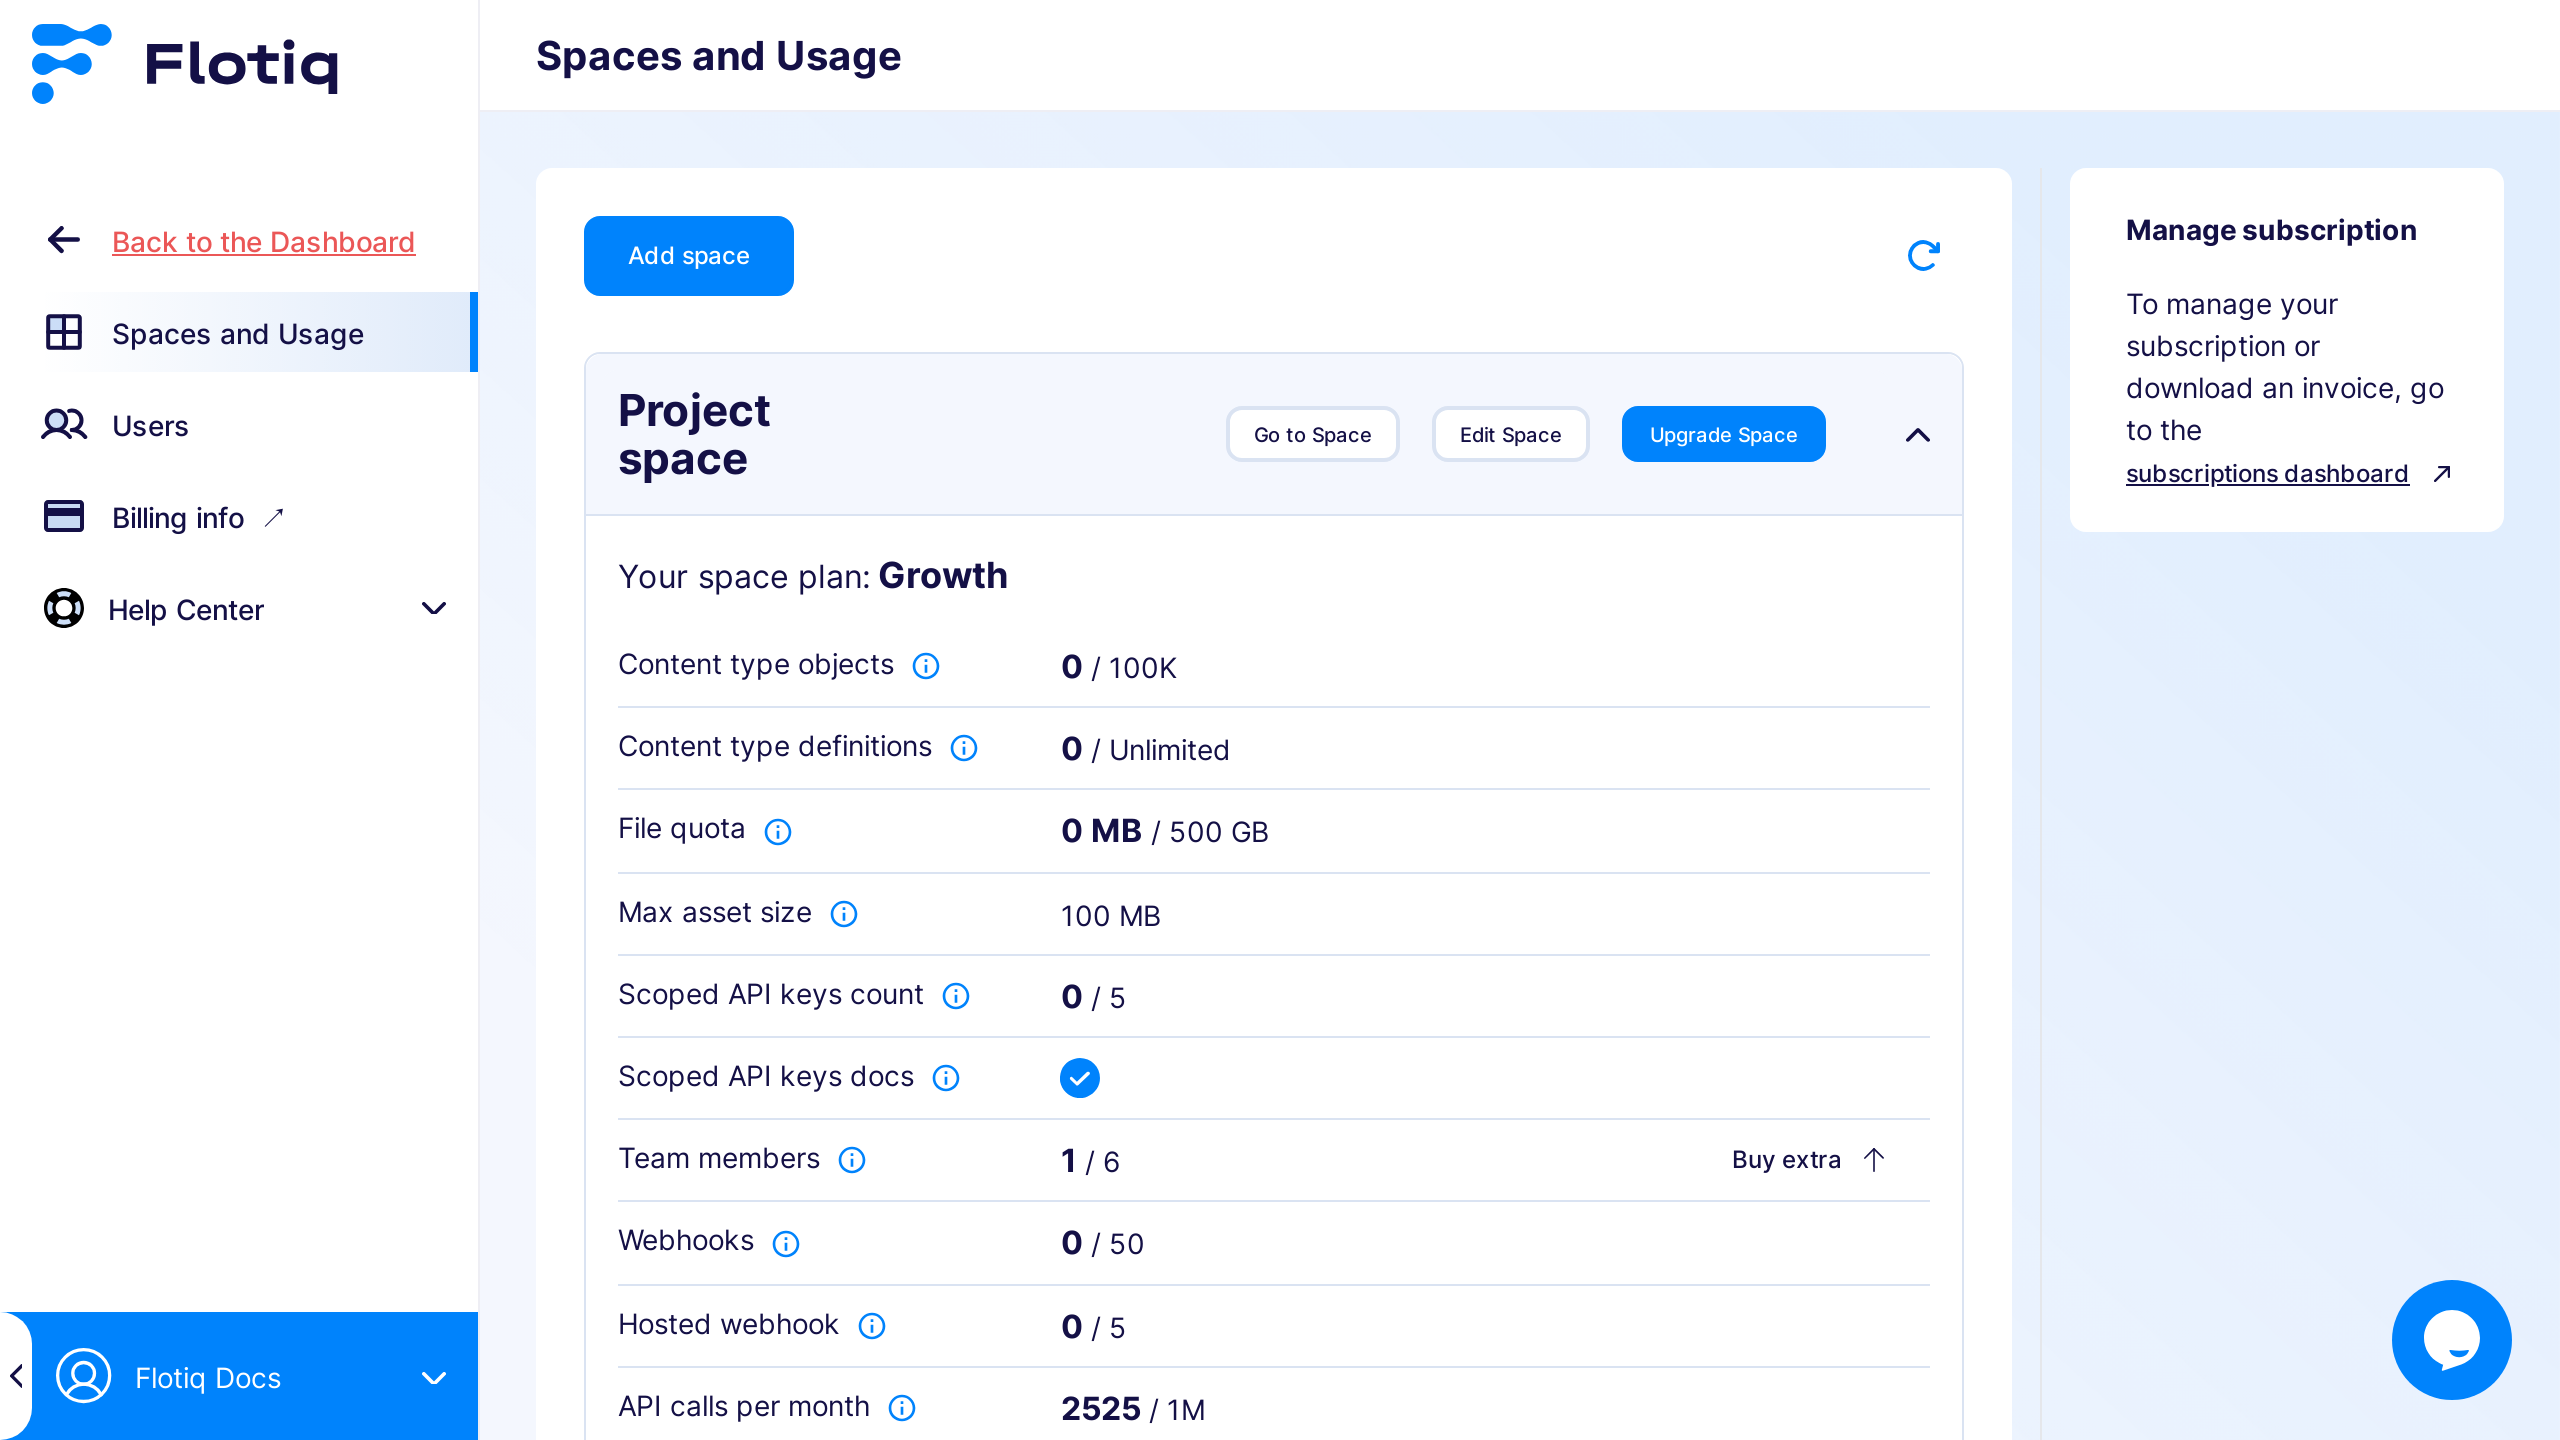 Flotiq
Back to the Dashboard
Spaces and Usage
Users
Billing info
Help Center
Flotiq Docs
Spaces and Usage
Add space
Project
space
Go to Space
Edit Space
Upgrade Space
Your space plan: Growth
Content type objects 0 / 100K
Content type definitions 0 / Unlimited
File quota 0 MB / 500 GB
Max asset size 100 MB
Scoped API keys count 0 / 5
Scoped API keys docs
Team members 1 / 6 Buy extra
Webhooks 0 / 50
Hosted webhook 0 / 5
API calls per month 2525 / 1M
Manage subscription
To manage your
subscription or
download an invoice, go
to the
subscriptions dashboard